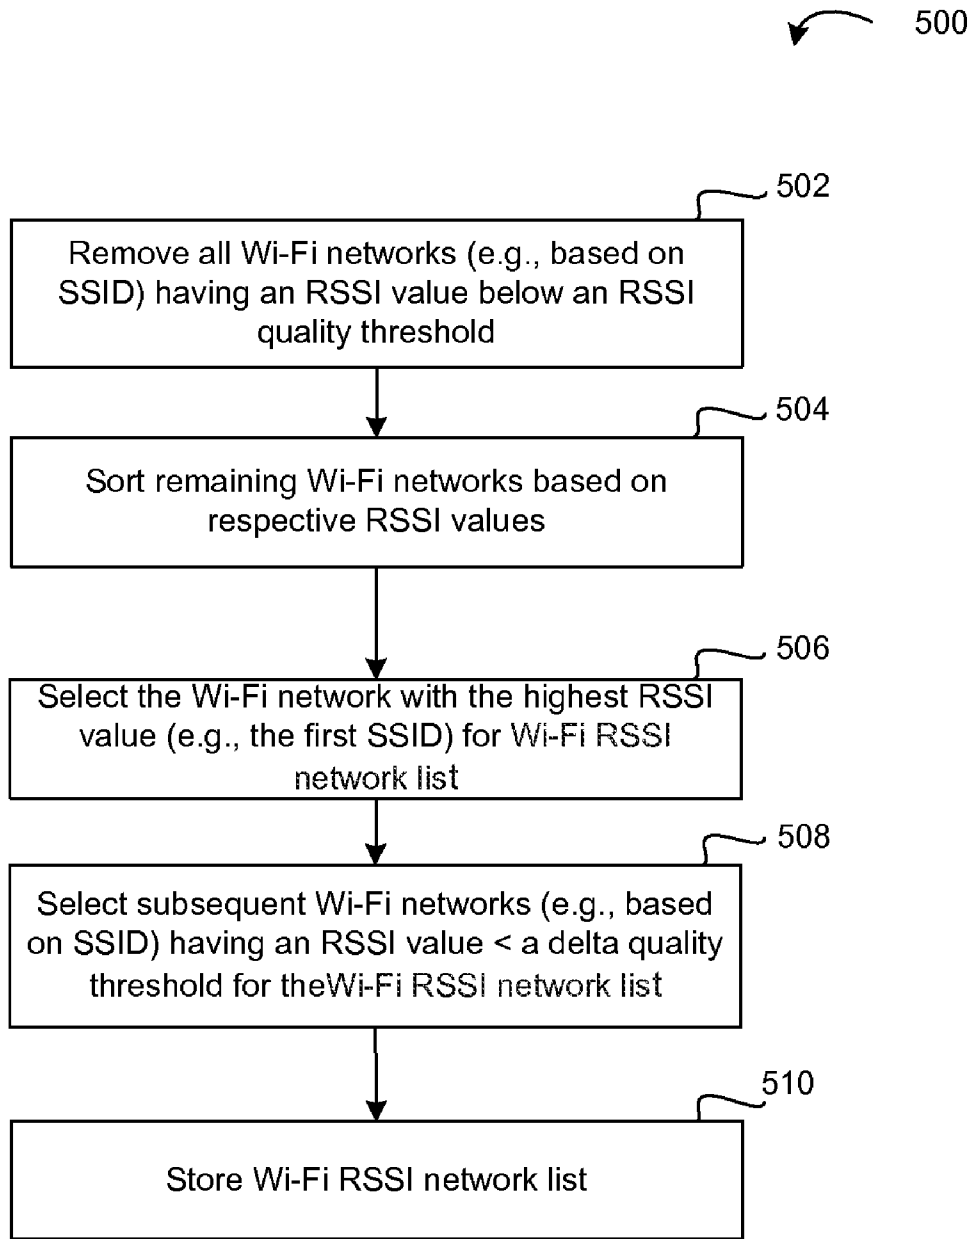 500
502
Remove all Wi-Fi networks (e.g., based on
SSID) having an RSSI value below an RSSI
quality threshold
504
Sort remaining Wi-Fi networks based on
respective RSSI values
506
Select the Wi-Fi network with the highest RSSI
value (e.g., the first SSID) for Wi-Fi RSSI
network list
508
Select subsequent Wi-Fi networks (e.g., based
on SSID) having an RSSI value < a delta quality
threshold for theWi-Fi RSSI network list
510
Store Wi-Fi RSSI network list